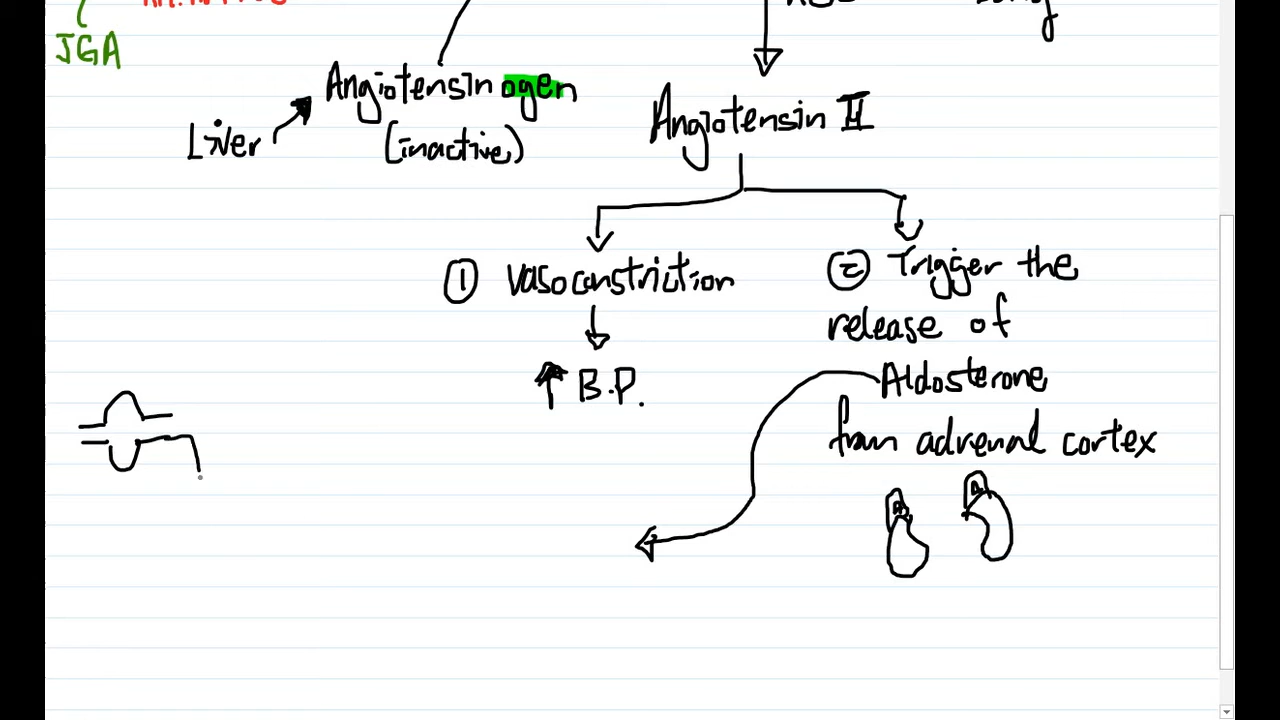 JGA
Angiotensinogen
Angiotensin II
Liver
(inactive)
① Vasoconstriction
② Trigger the
release of
↑ B.P.
Aldosterone
from adrenal cortex